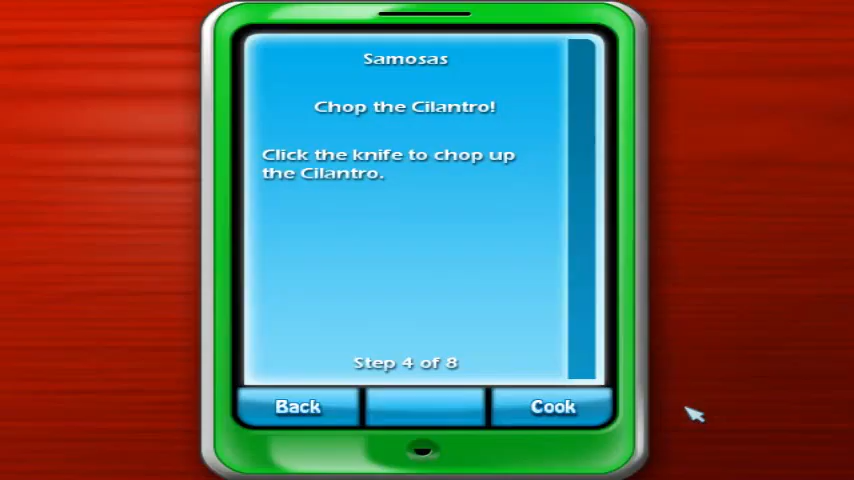 Samosas
Chop the Cilantro!
Click the knife to chop up
the Cilantro.
Step 4 of 8
Back
Cook